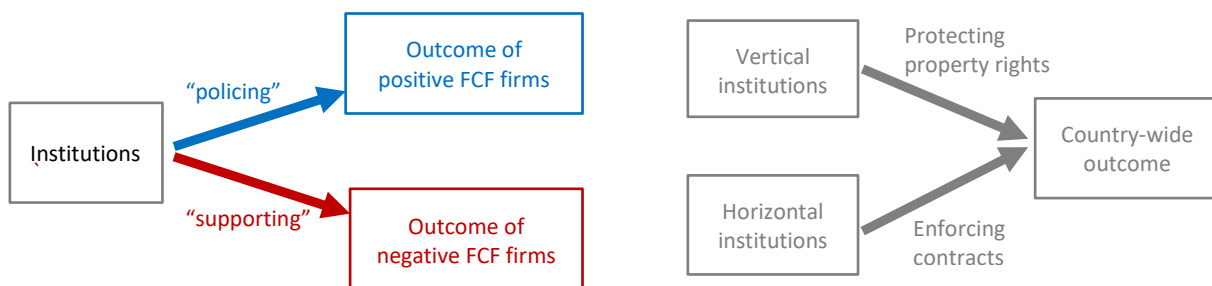 Institutions
“policing”
Outcome of
positive FCF firms
“supporting”
Outcome of
negative FCF firms
Vertical
institutions
Protecting
property rights
Horizontal
institutions
Enforcing
contracts
Country-wide
outcome